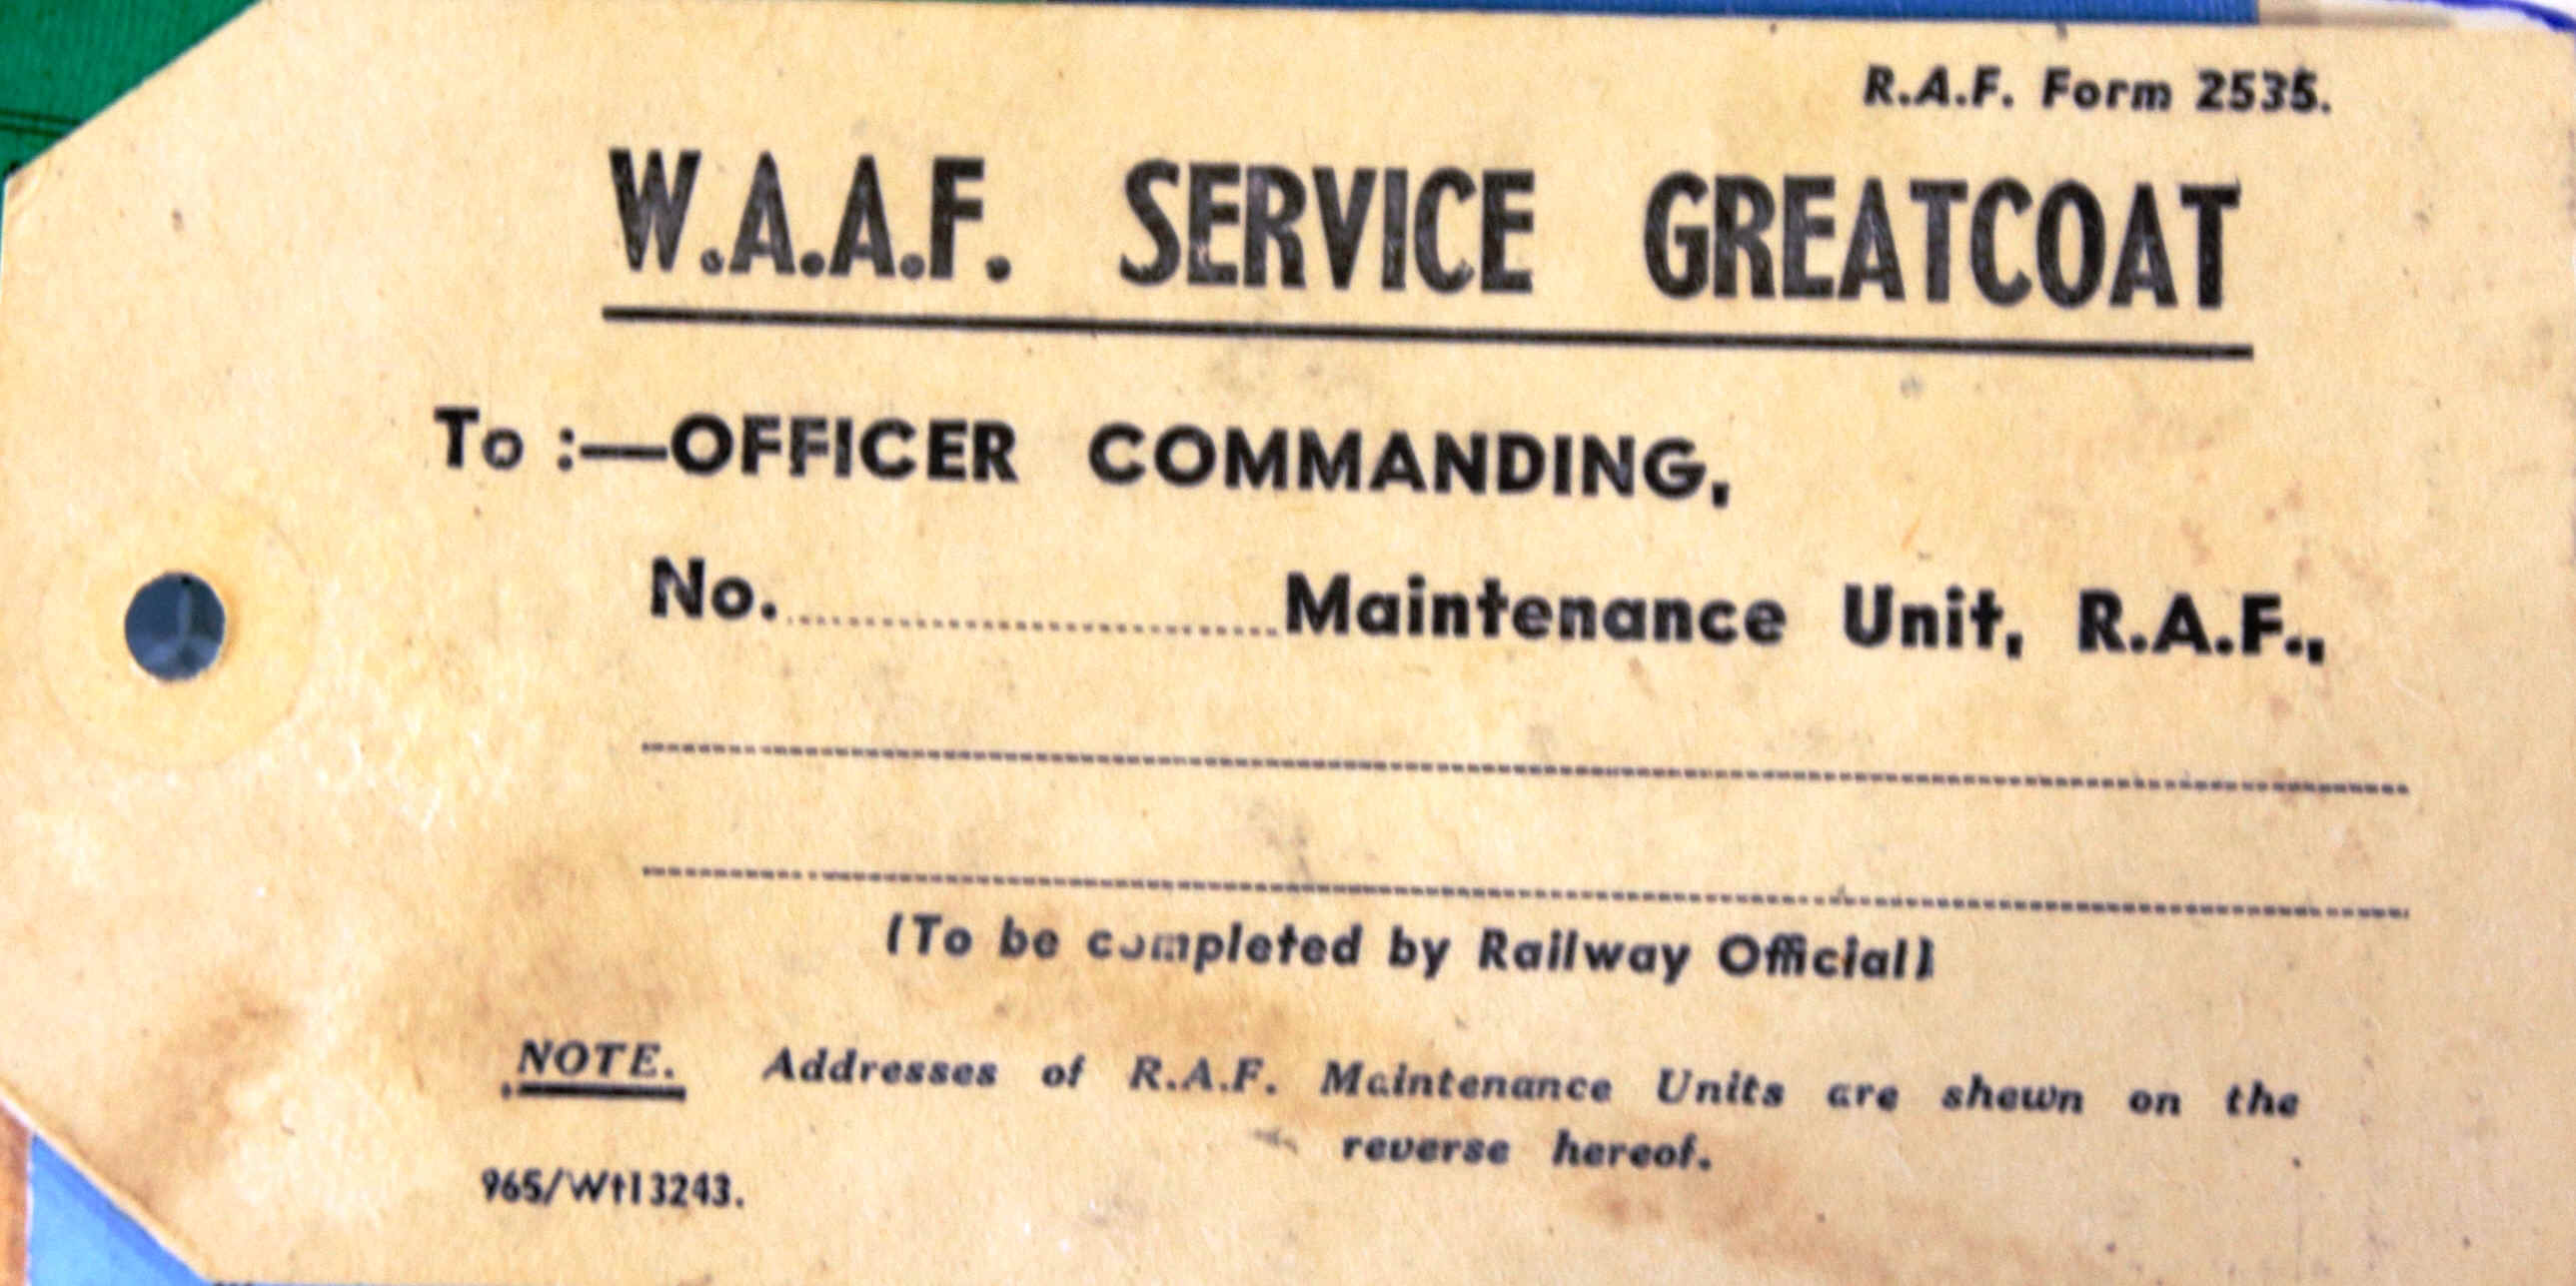 R.A.F. Form 2535.
W.A.A.F. SERVICE GREATCOAT
To :—OFFICER COMMANDING,
No..............................Maintenance Unit, R.A.F.,
(To be completed by Railway Official)
NOTE. Addresses of R.A.F. Maintenance Units are shewn on the
reverse hereof.
965/Wt13243.